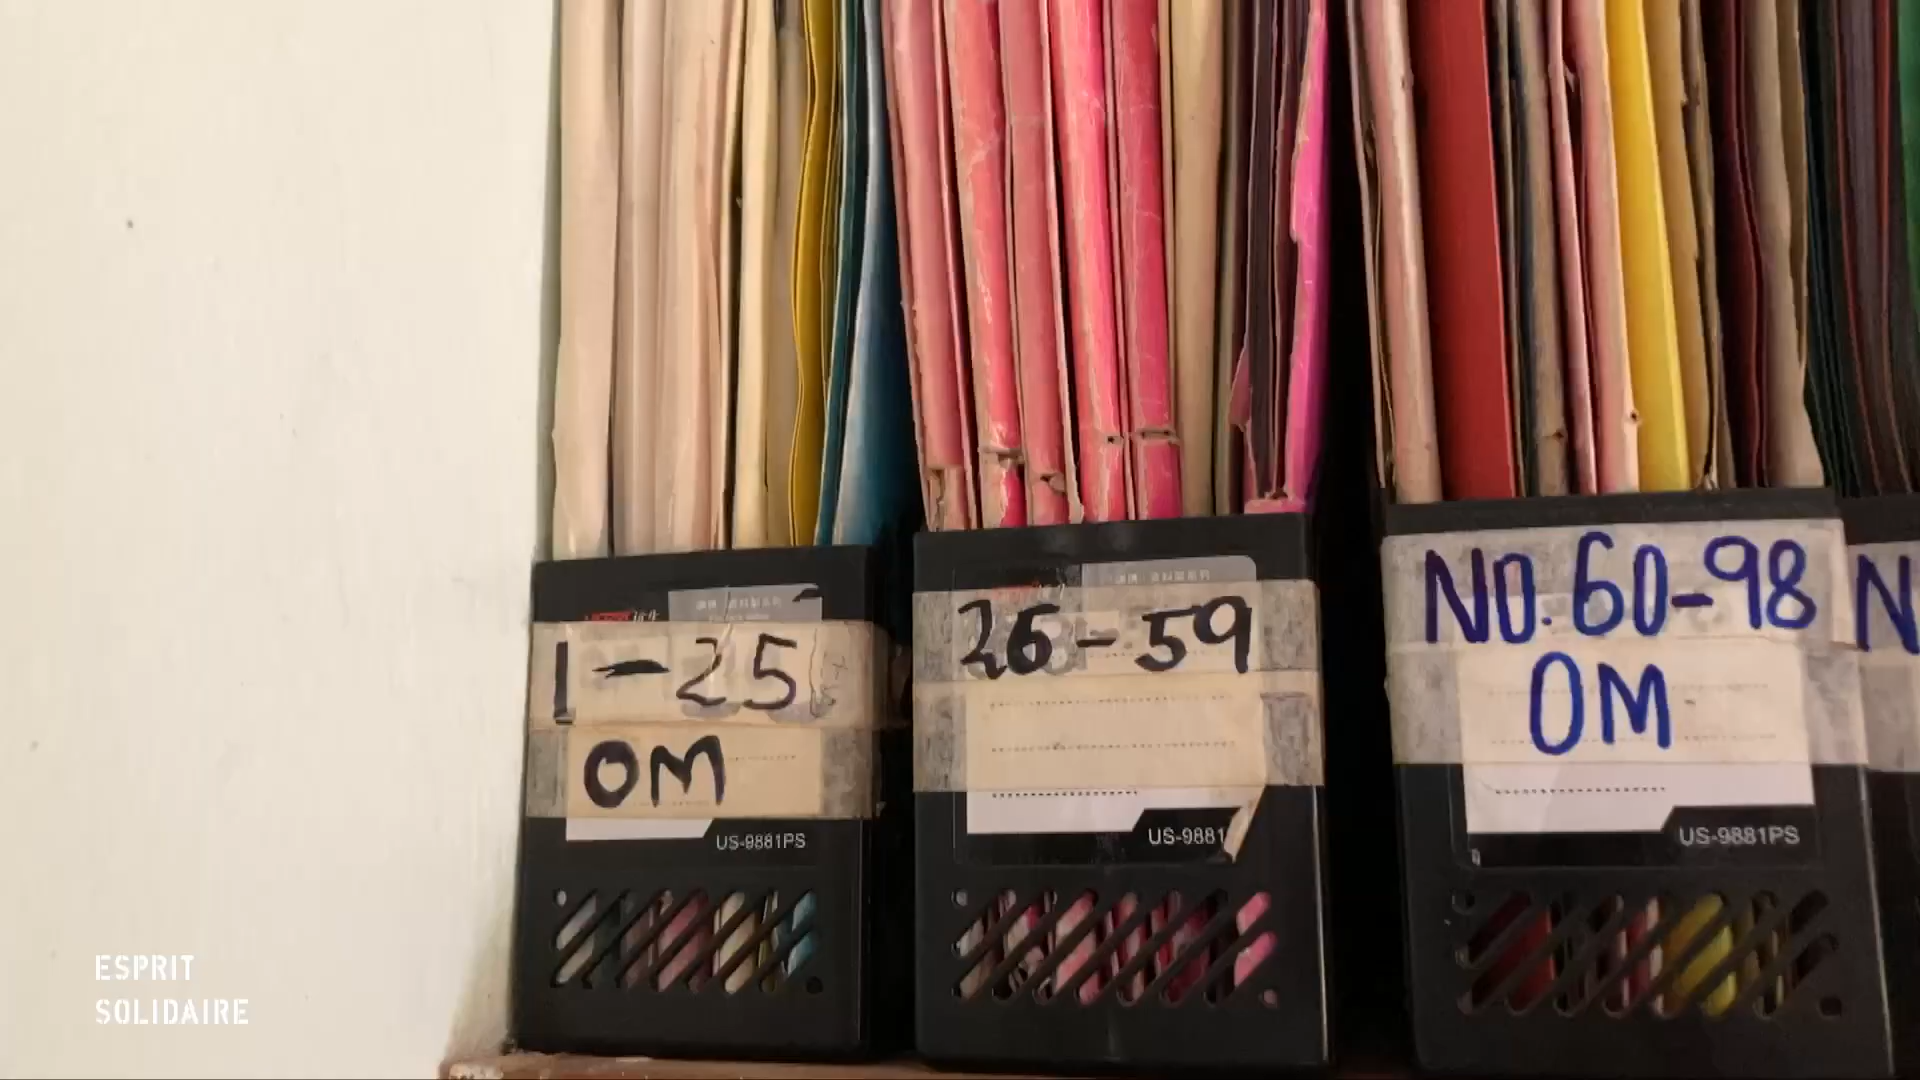 1-25
OM
US-9881PS
26-59
US-9881
NO.60-98
OM
US-9881PS
N
ESPRIT
SOLIDAIRE